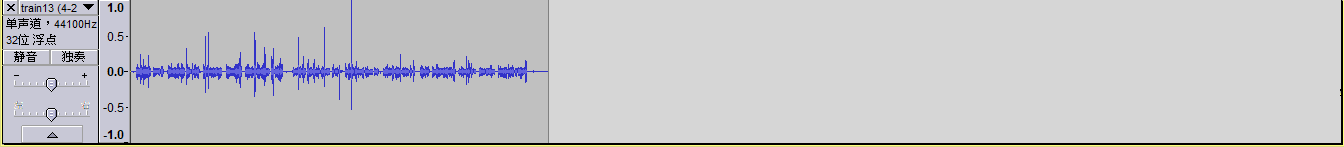 train13 (4-2
单声道，44100Hz
32位 浮点
静音 独奏
- +
1.0
0.5-
0.0-
-0.5-
-1.0